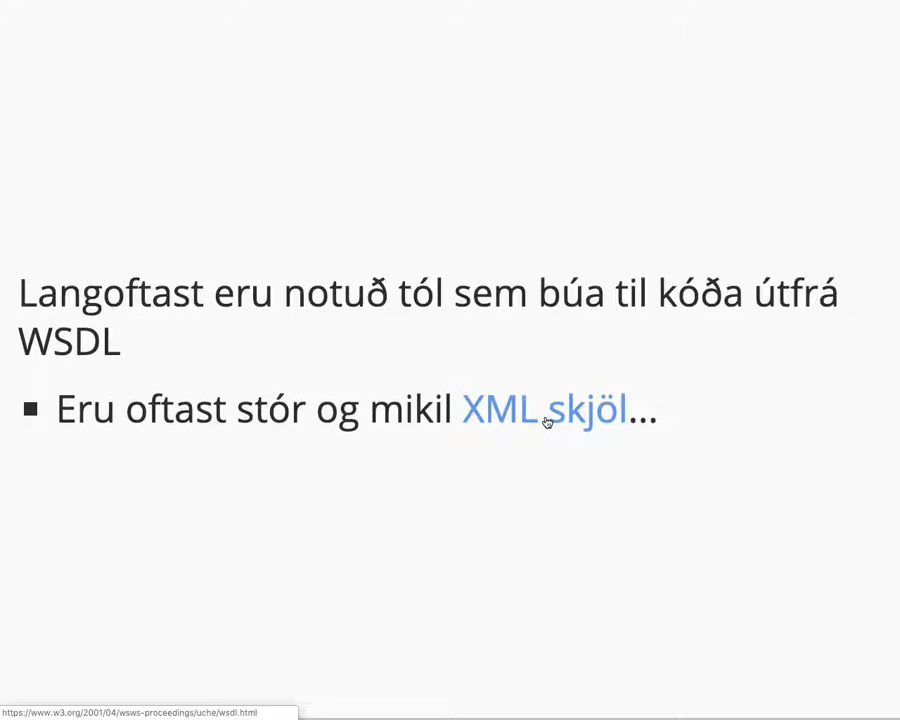 Langoftast eru notuð tól sem búa til kóða útfrá
WSDL
▪ Eru oftast stór og mikil XML skjöl...
https://www.w3.org/2001/04/wsws-proceedings/uche/wsdl.html